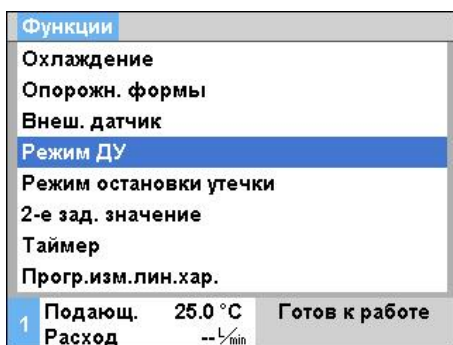 Функции
Охлаждение
Опорожн. формы
Внеш. датчик
Режим ДУ
Режим остановки утечки
2-е зад. значение
Таймер
Прогр.изм.лин.хар.
1 Подающ. 25.0 °C Готов к работе
Расход -- L/min